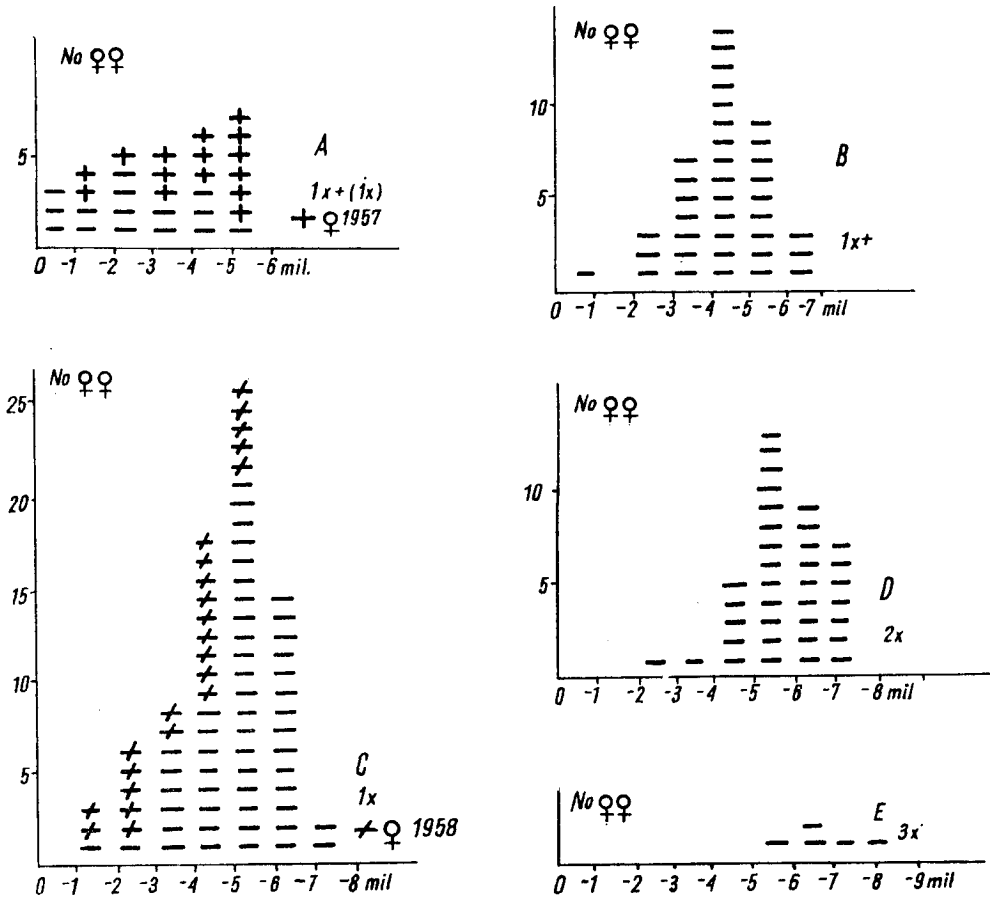 No ♀♀
5
A
1x+(1x)
+ ♀ 1957
0 -1 -2 -3 -4 -5 -6 mil.
No ♀♀
10
5
B
1x+
0 -1 -2 -3 -4 -5 -6 -7 mil
No ♀♀
25
20
15
10
5
C
1x
♀ 1958
0 -1 -2 -3 -4 -5 -6 -7 -8 mil
No ♀♀
10
5
D
2x
0 -1 -2 -3 -4 -5 -6 -7 -8 mil
No ♀♀
E
3x
0 -1 -2 -3 -4 -5 -6 -7 -8 -9 mil